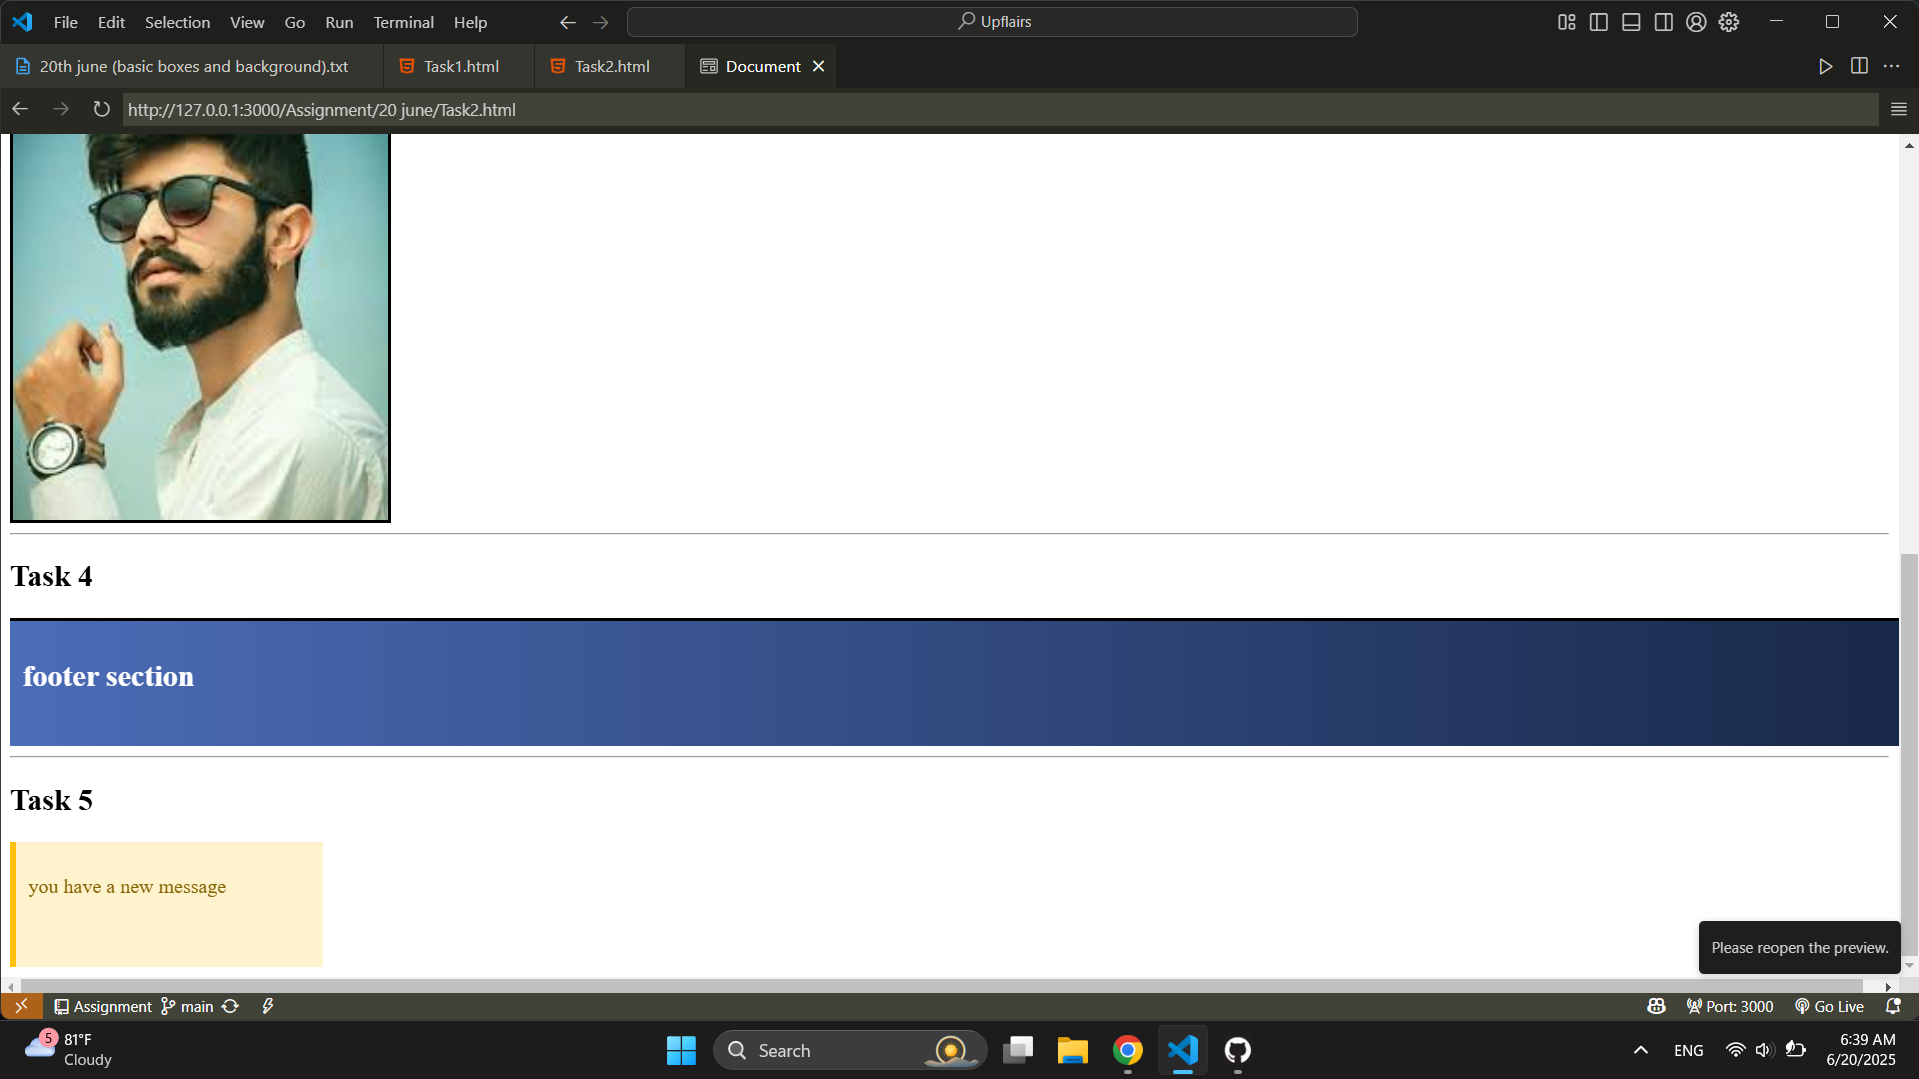 File Edit Selection View Go Run Terminal Help
Upflairs
20th june (basic boxes and background).txt
Task1.html
Task2.html
Document
http://127.0.0.1:3000/Assignment/20 june/Task2.html
Task 4
footer section
Task 5
you have a new message
Please reopen the preview.
Assignment main
Port: 3000 Go Live
5
81°F
Cloudy
Search
ENG
6:39 AM
6/20/2025